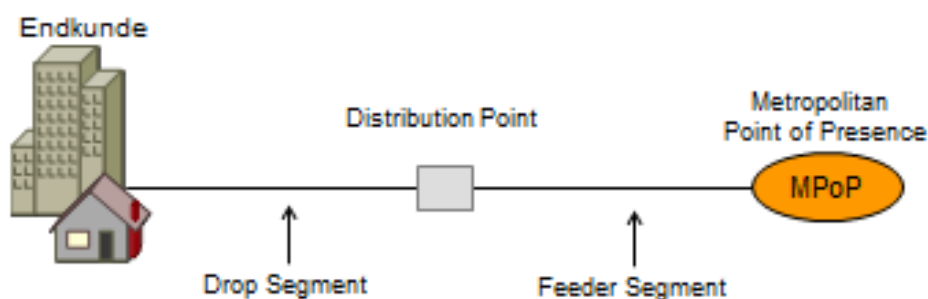 Endkunde
Distribution Point
Metropolitan
Point of Presence
MPoP
Drop Segment
Feeder Segment